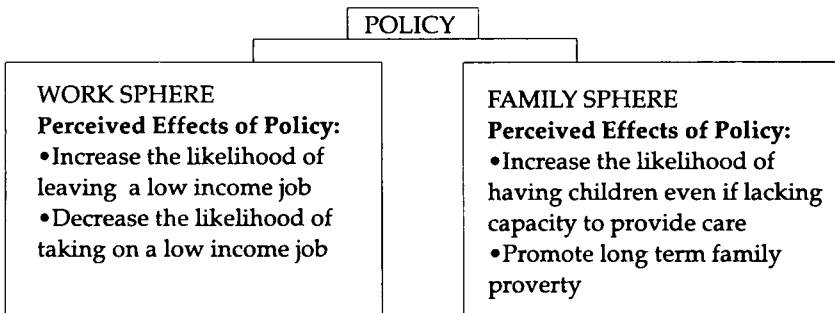 POLICY
WORK SPHERE
Perceived Effects of Policy:
•Increase the likelihood of
leaving a low income job
•Decrease the likelihood of
taking on a low income job
FAMILY SPHERE
Perceived Effects of Policy:
•Increase the likelihood of
having children even if lacking
capacity to provide care
•Promote long term family
proverty